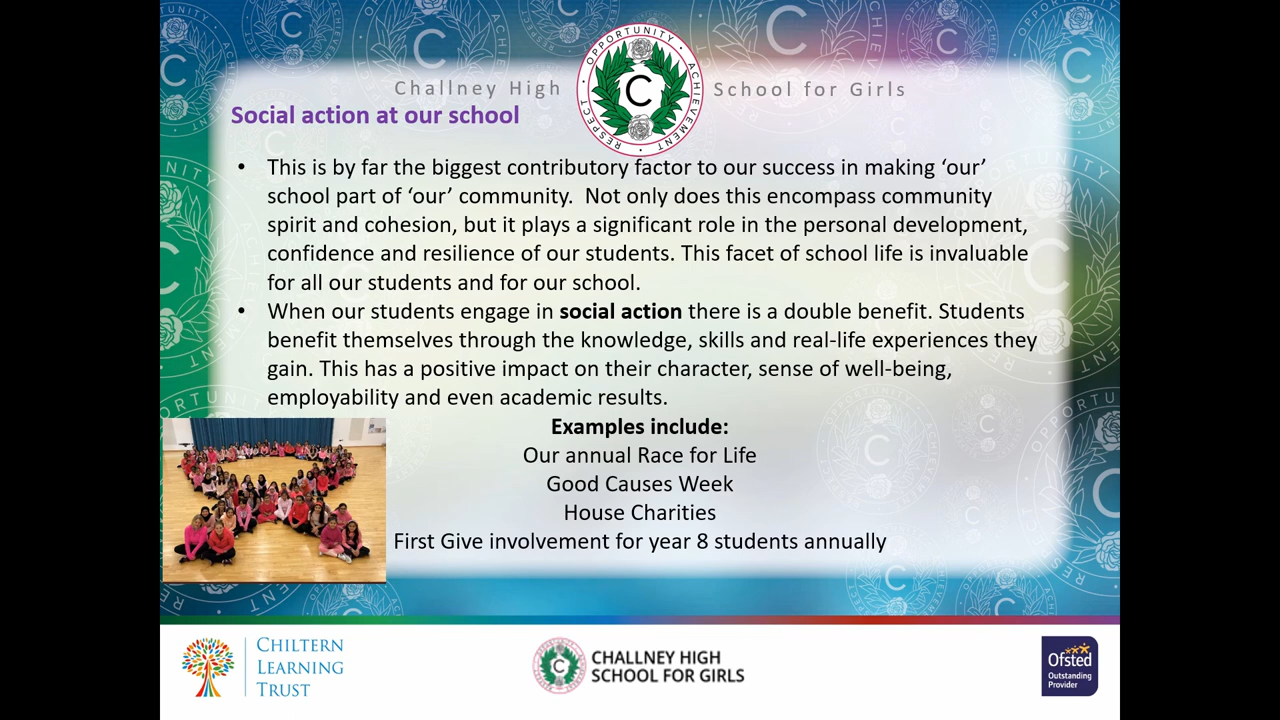 Challney High School for Girls
OPPORTUNITY · ACHIEVEMENT · RESPECT
C
Social action at our school
• This is by far the biggest contributory factor to our success in making ‘our’
school part of ‘our’ community.  Not only does this encompass community
spirit and cohesion, but it plays a significant role in the personal development,
confidence and resilience of our students. This facet of school life is invaluable
for all our students and for our school.
• When our students engage in social action there is a double benefit. Students
benefit themselves through the knowledge, skills and real-life experiences they
gain. This has a positive impact on their character, sense of well-being,
employability and even academic results.
Examples include:
Our annual Race for Life
Good Causes Week
House Charities
First Give involvement for year 8 students annually
CHILTERN
LEARNING
TRUST
C
CHALLNEY HIGH
SCHOOL FOR GIRLS
Ofsted
Outstanding
Provider